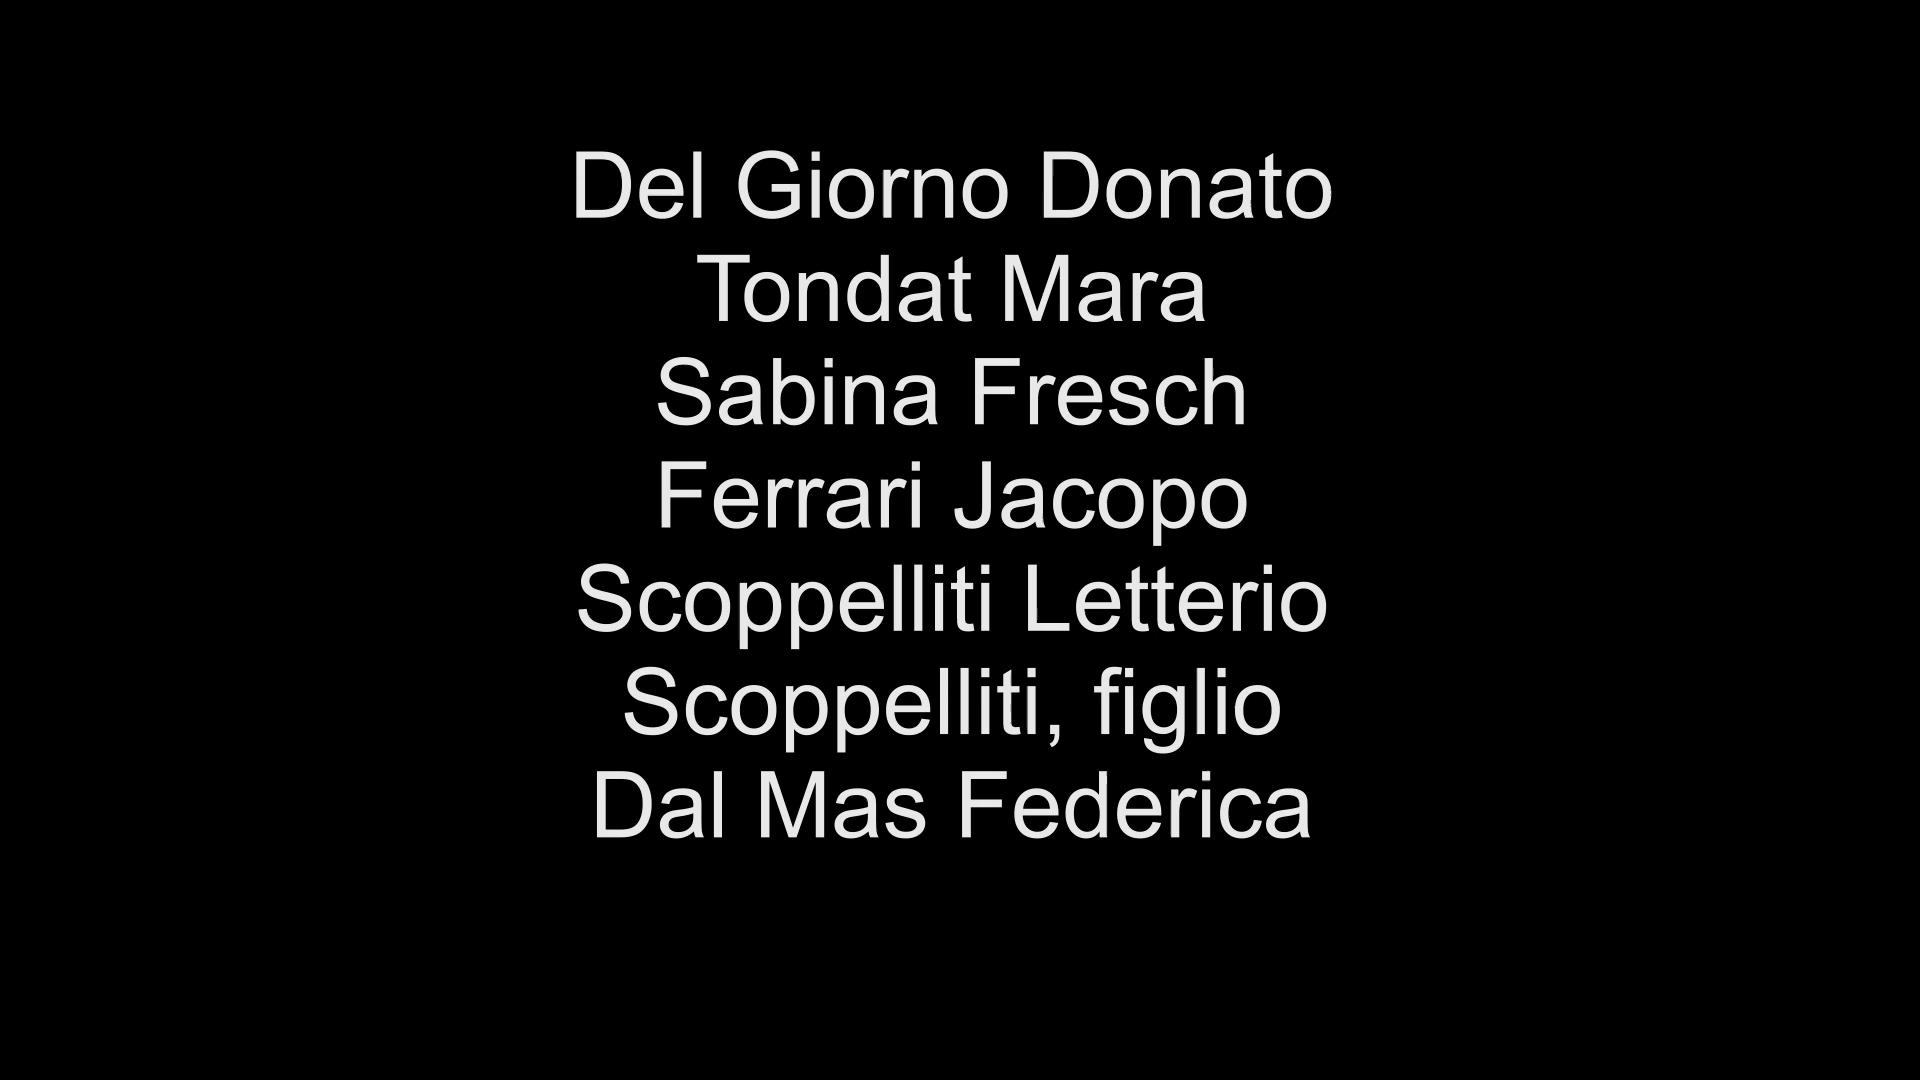 Del Giorno Donato
Tondat Mara
Sabina Fresch
Ferrari Jacopo
Scoppelliti Letterio
Scoppelliti, figlio
Dal Mas Federica